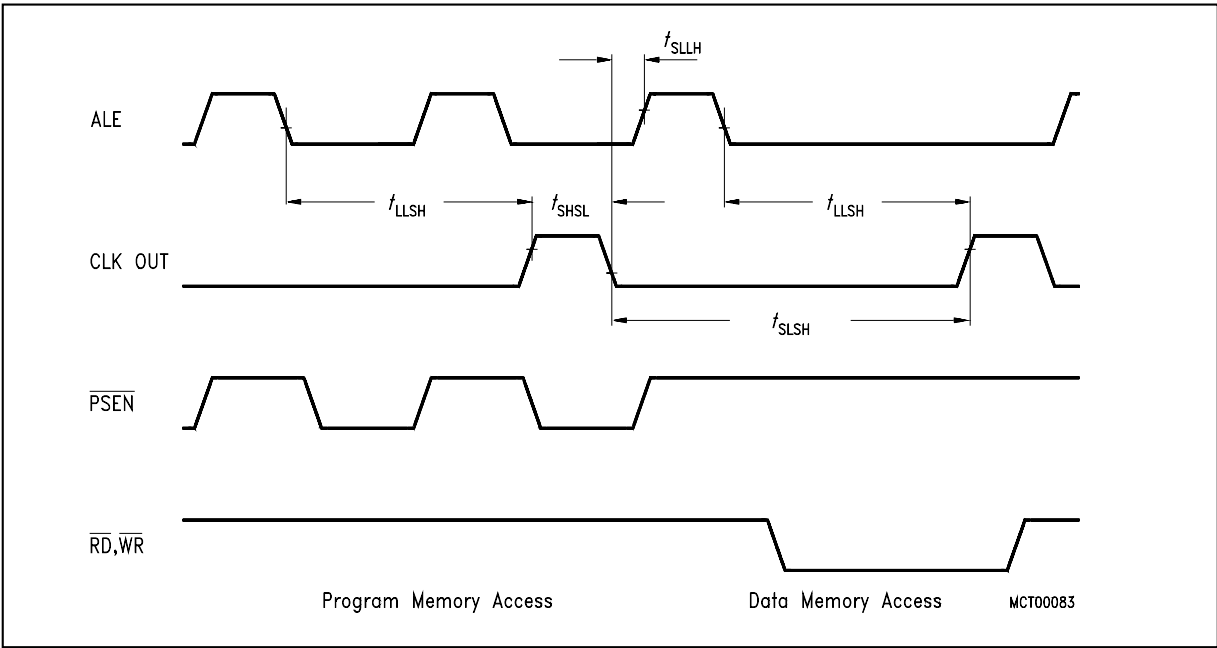 tSLLH
ALE
tLLSH tSHSL tLLSH
CLK OUT
tSLSH
PSEN
RD,WR
Program Memory Access Data Memory Access MCT00083